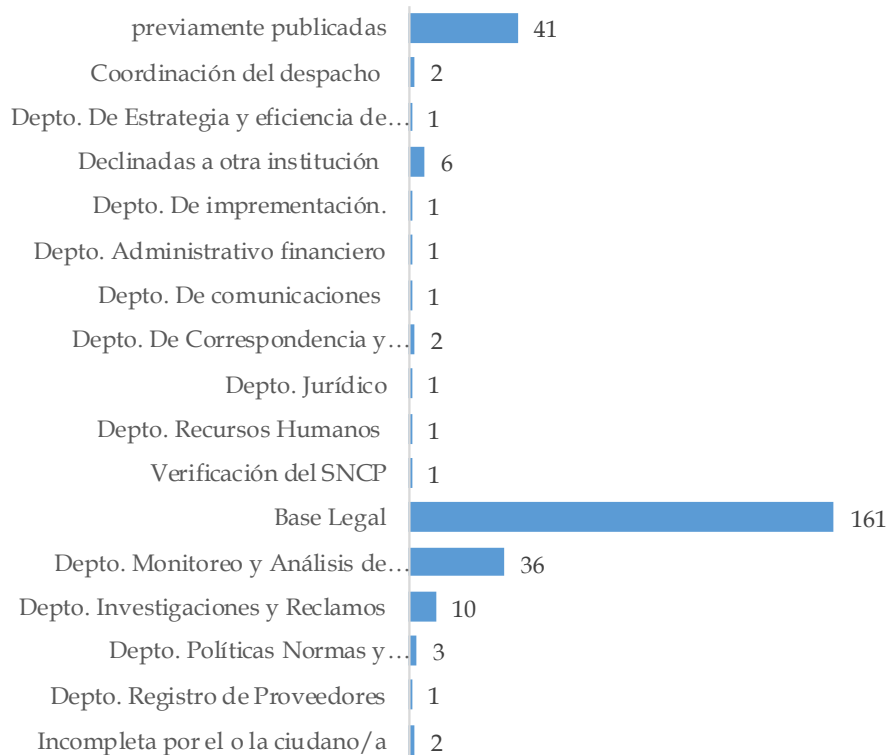 previamente publicadas 41
Coordinación del despacho 2
Depto. De Estrategia y eficiencia de… 1
Declinadas a otra institución 6
Depto. De imprementación. 1
Depto. Administrativo financiero 1
Depto. De comunicaciones 1
Depto. De Correspondencia y… 2
Depto. Jurídico 1
Depto. Recursos Humanos 1
Verificación del SNCP 1
Base Legal 161
Depto. Monitoreo y Análisis de… 36
Depto. Investigaciones y Reclamos 10
Depto. Políticas Normas y… 3
Depto. Registro de Proveedores 1
Incompleta por el o la ciudano/a 2